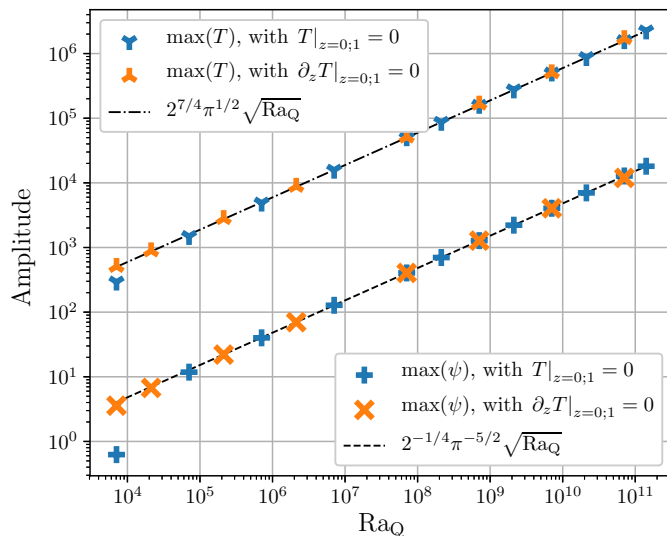 max(T), with T|z=0;1 = 0
max(T), with ∂zT|z=0;1 = 0
2^{7/4}π^{1/2}√Ra_Q
10^6
10^5
10^4
10^3
10^2
10^1
10^0
Amplitude
max(ψ), with T|z=0;1 = 0
max(ψ), with ∂zT|z=0;1 = 0
2^{−1/4}π^{−5/2}√Ra_Q
10^4 10^5 10^6 10^7 10^8 10^9 10^{10} 10^{11}
Ra_Q